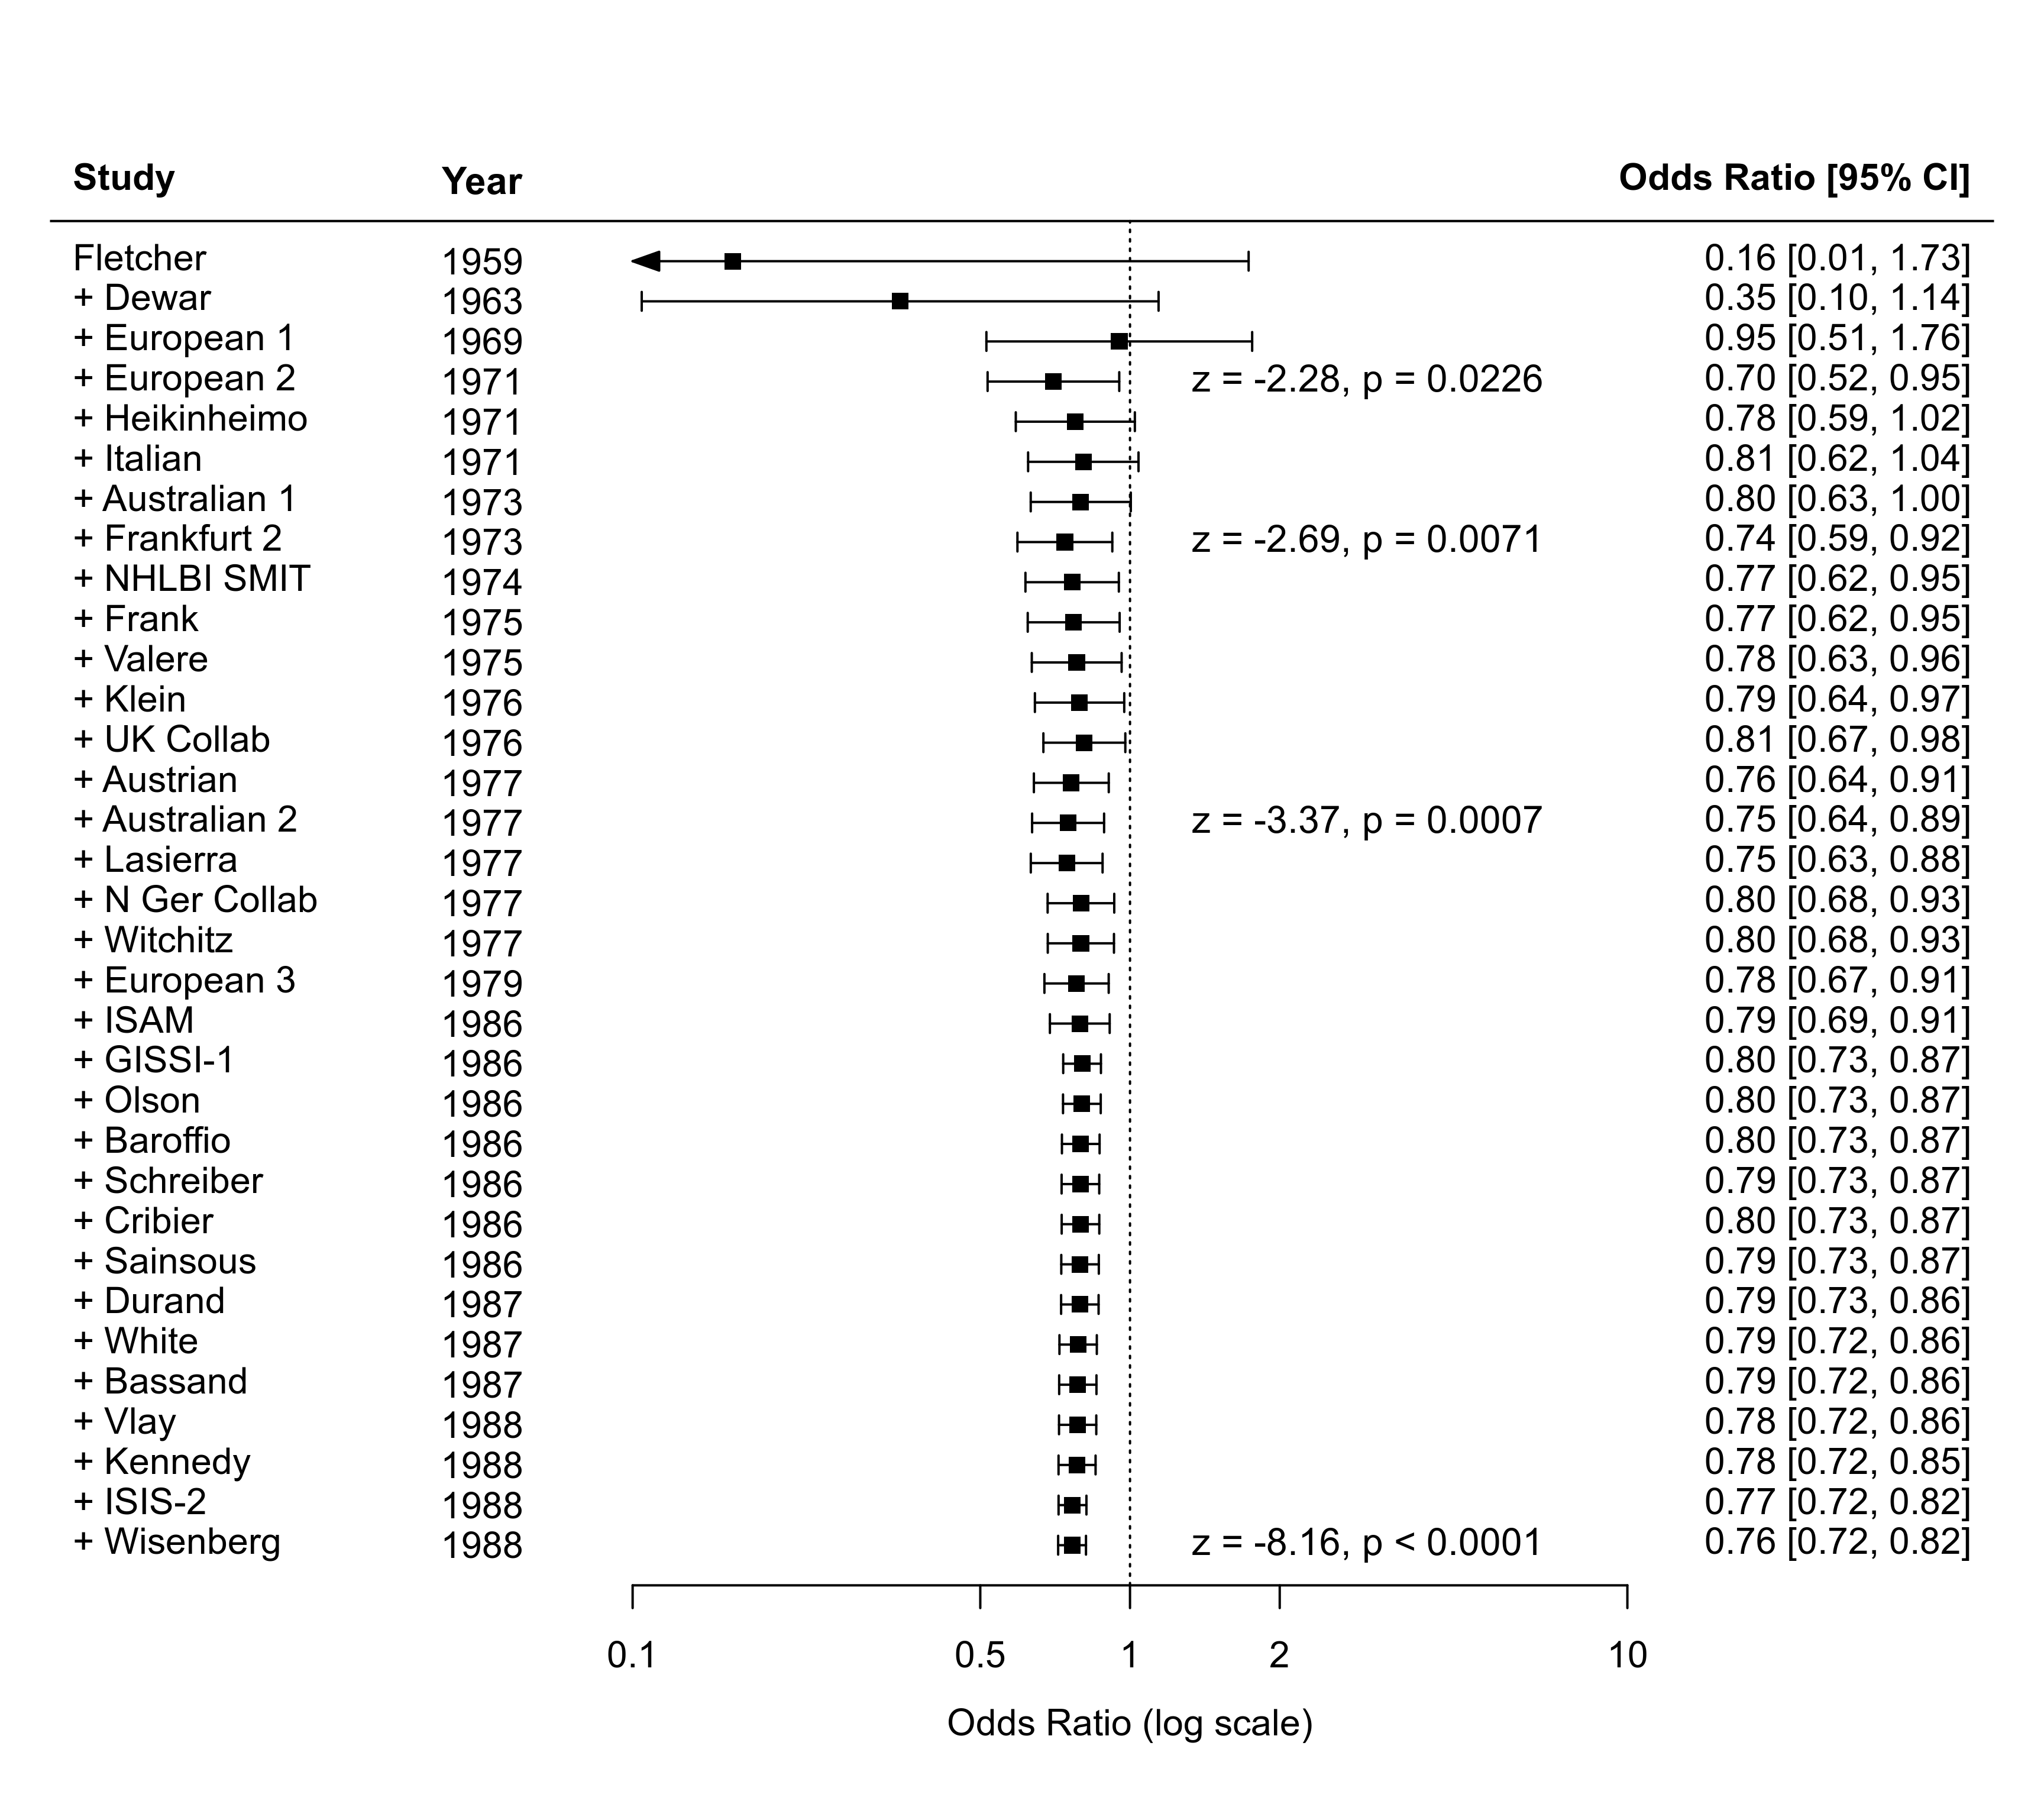 Study Year Odds Ratio [95% CI]
Fletcher 1959 0.16 [0.01, 1.73]
+ Dewar 1963 0.35 [0.10, 1.14]
+ European 1 1969 0.95 [0.51, 1.76]
+ European 2 1971 z = -2.28, p = 0.0226 0.70 [0.52, 0.95]
+ Heikinheimo 1971 0.78 [0.59, 1.02]
+ Italian 1971 0.81 [0.62, 1.04]
+ Australian 1 1973 0.80 [0.63, 1.00]
+ Frankfurt 2 1973 z = -2.69, p = 0.0071 0.74 [0.59, 0.92]
+ NHLBI SMIT 1974 0.77 [0.62, 0.95]
+ Frank 1975 0.77 [0.62, 0.95]
+ Valere 1975 0.78 [0.63, 0.96]
+ Klein 1976 0.79 [0.64, 0.97]
+ UK Collab 1976 0.81 [0.67, 0.98]
+ Austrian 1977 0.76 [0.64, 0.91]
+ Australian 2 1977 z = -3.37, p = 0.0007 0.75 [0.64, 0.89]
+ Lasierra 1977 0.75 [0.63, 0.88]
+ N Ger Collab 1977 0.80 [0.68, 0.93]
+ Witchitz 1977 0.80 [0.68, 0.93]
+ European 3 1979 0.78 [0.67, 0.91]
+ ISAM 1986 0.79 [0.69, 0.91]
+ GISSI-1 1986 0.80 [0.73, 0.87]
+ Olson 1986 0.80 [0.73, 0.87]
+ Baroffio 1986 0.80 [0.73, 0.87]
+ Schreiber 1986 0.79 [0.73, 0.87]
+ Cribier 1986 0.80 [0.73, 0.87]
+ Sainsous 1986 0.79 [0.73, 0.87]
+ Durand 1987 0.79 [0.73, 0.86]
+ White 1987 0.79 [0.72, 0.86]
+ Bassand 1987 0.79 [0.72, 0.86]
+ Vlay 1988 0.78 [0.72, 0.86]
+ Kennedy 1988 0.78 [0.72, 0.85]
+ ISIS-2 1988 0.77 [0.72, 0.82]
+ Wisenberg 1988 z = -8.16, p < 0.0001 0.76 [0.72, 0.82]
0.1 0.5 1 2 10
Odds Ratio (log scale)